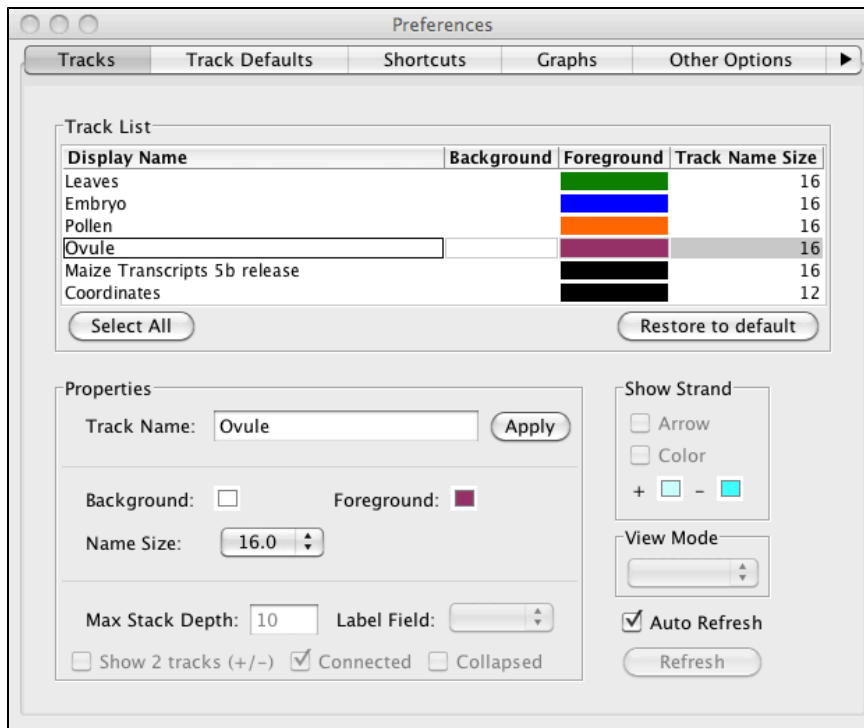 Preferences
Tracks Track Defaults Shortcuts Graphs Other Options
Track List
Display Name Background Foreground Track Name Size
Leaves 16
Embryo 16
Pollen 16
Ovule 16
Maize Transcripts 5b release 16
Coordinates 12
Select All Restore to default
Properties
Track Name: Ovule Apply
Background: Foreground:
Name Size: 16.0
Max Stack Depth: 10 Label Field:
Show 2 tracks (+/-) Connected Collapsed
Show Strand
Arrow
Color
+ -
View Mode
Auto Refresh
Refresh